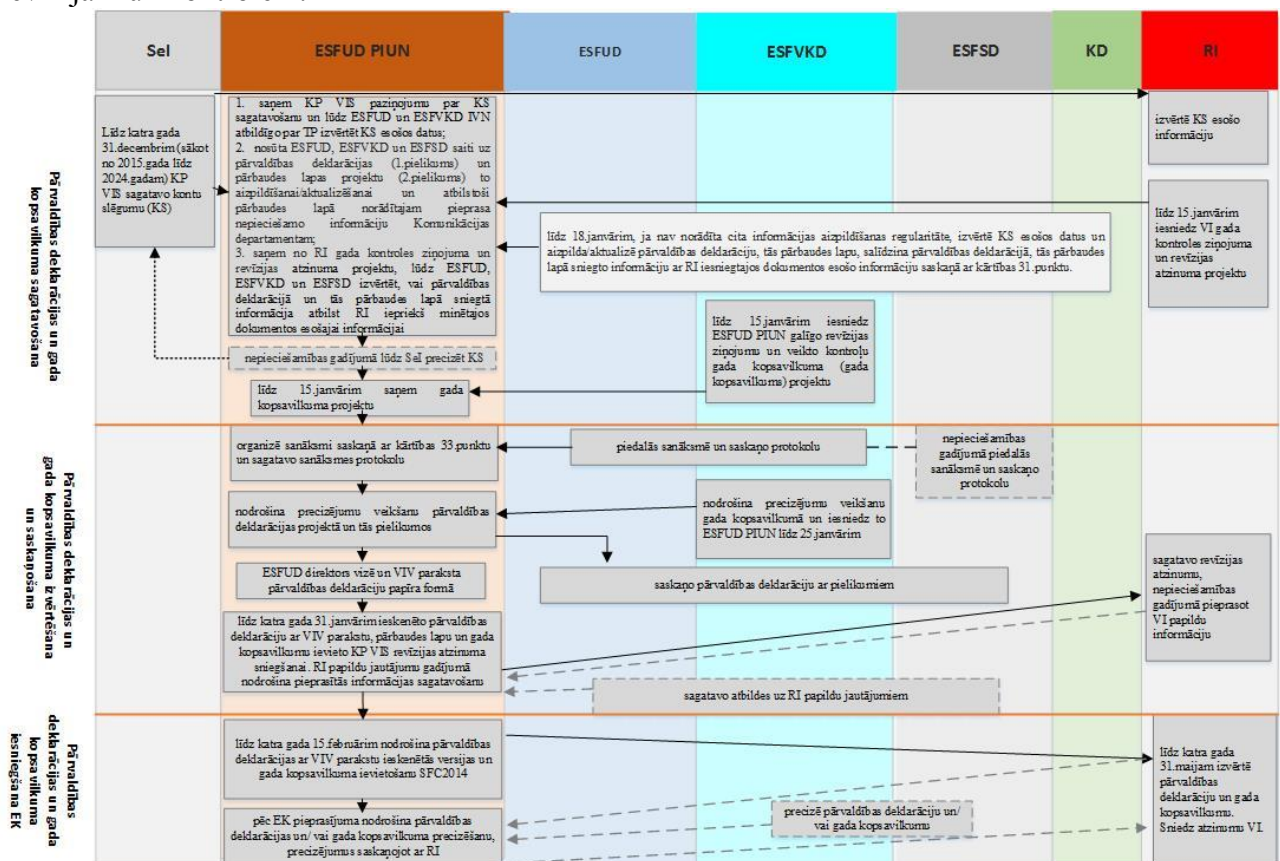 Sel
ESFUD PIUN
ESFUD
ESFVKD
ESFSD
KD
RI
Pārvaldības deklarācijas un gada
kopsavilkuma sagatavošana
Līdz katra gada
31.decembrim (sākot
no 2015.gada līdz
2024.gadam) KP
VIS sagatavo kontu
slēgumu (KS)
1. saņem KP VIS paziņojumu par KS
sagatavošanu un lūdz ESFUD un ESFVKD IVN
atbildīgo par TP izvērtēt KS esošos datus;
2. nosūta ESFUD, ESFVKD un ESFSD saiti uz
pārvaldības deklarācijas (1.pielikums) un
pārbaudes lapas projektu (2.pielikums) to
aizpildīšanai/aktualizēšanai un atbilstoši
pārbaudes lapā norādītajam pieprasa
nepieciešamo informāciju Komunikācijas
departamentam;
3. saņem no RI gada kontroles ziņojuma un
revīzijas atzinuma projektu, lūdz ESFUD,
ESFVKD un ESFSD izvērtēt, vai pārvaldības
deklarācijā un tās pārbaudes lapā sniegtā
informācija atbilst RI iepriekš minētajos
dokumentos esošajai informācijai
izvērtē KS esošo
informāciju
līdz 15.janvārim
iesniedz VI gada
kontroles ziņojuma
un revīzijas
atzinuma projektu
līdz 18.janvārim, ja nav norādīta cita informācijas aizpildīšanas regularitāte, izvērtē KS esošos datus un
aizpilda/aktualizē pārvaldības deklarāciju, tās pārbaudes lapu, salīdzina pārvaldības deklarācijā, tās pārbaudes
lapā sniegto informāciju ar RI iesniegtajos dokumentos esošo informāciju saskaņā ar kārtības 31.punktu.
līdz 15.janvārim iesniedz
ESFUD PIUN galīgo revīzijas
ziņojumu un veikto kontroļu
gada kopsavilkuma (gada
kopsavilkums) projektu
nepieciešamības gadījumā lūdz Sel precizēt KS
līdz 15.janvārim saņem gada
kopsavilkuma projektu
Pārvaldības deklarācijas un
gada kopsavilkuma izvērtēšana
un saskaņošana
organizē sanāksmi saskaņā ar kārtības 33.punktu
un sagatavo sanāksmes protokolu
piedalās sanāksmē un saskaņo protokolu
nepieciešamības
gadījumā piedalās
sanāksmē un saskaņo
protokolu
nodrošina precizējumu veikšanu pārvaldības
deklarācijas projektā un tās pielikumos
nodrošina precizējumu veikšanu
gada kopsavilkumā un iesniedz to
ESFUD PIUN līdz 25.janvārim
ESFUD direktors vizē un VIV paraksta
pārvaldības deklarāciju papīra formā
saskaņo pārvaldības deklarāciju ar pielikumiem
sagatavo revīzijas
atzinumu,
nepieciešamības
gadījumā pieprasot
VI papildu
informāciju
līdz katra gada 31.janvārim ieskenēto pārvaldības
deklarāciju ar VIV parakstu, pārbaudes lapu un gada
kopsavilkumu ievieto KP VIS revīzijas atzinuma
sniegšanai. RI papildu jautājumu gadījumā
nodrošina pieprasītās informācijas sagatavošanu
sagatavo atbildes uz RI papildu jautājumiem
Pārvaldības
deklarācijas un gada
kopsavilkuma
iesniegšana EK
līdz katra gada 15.februārim nodrošina pārvaldības
deklarācijas ar VIV parakstu ieskenētās versijas un
gada kopsavilkuma ievietošanu SFC2014
līdz katra gada
31.maijam izvērtē
pārvaldības
deklarāciju un gada
kopsavilkumu.
Sniedz atzinumu VI.
pēc EK pieprasījuma nodrošina pārvaldības
deklarācijas un/ vai gada kopsavilkuma precizēšanu,
precizējumus saskaņojot ar RI
precizē pārvaldības deklarāciju un/
vai gada kopsavilkumu